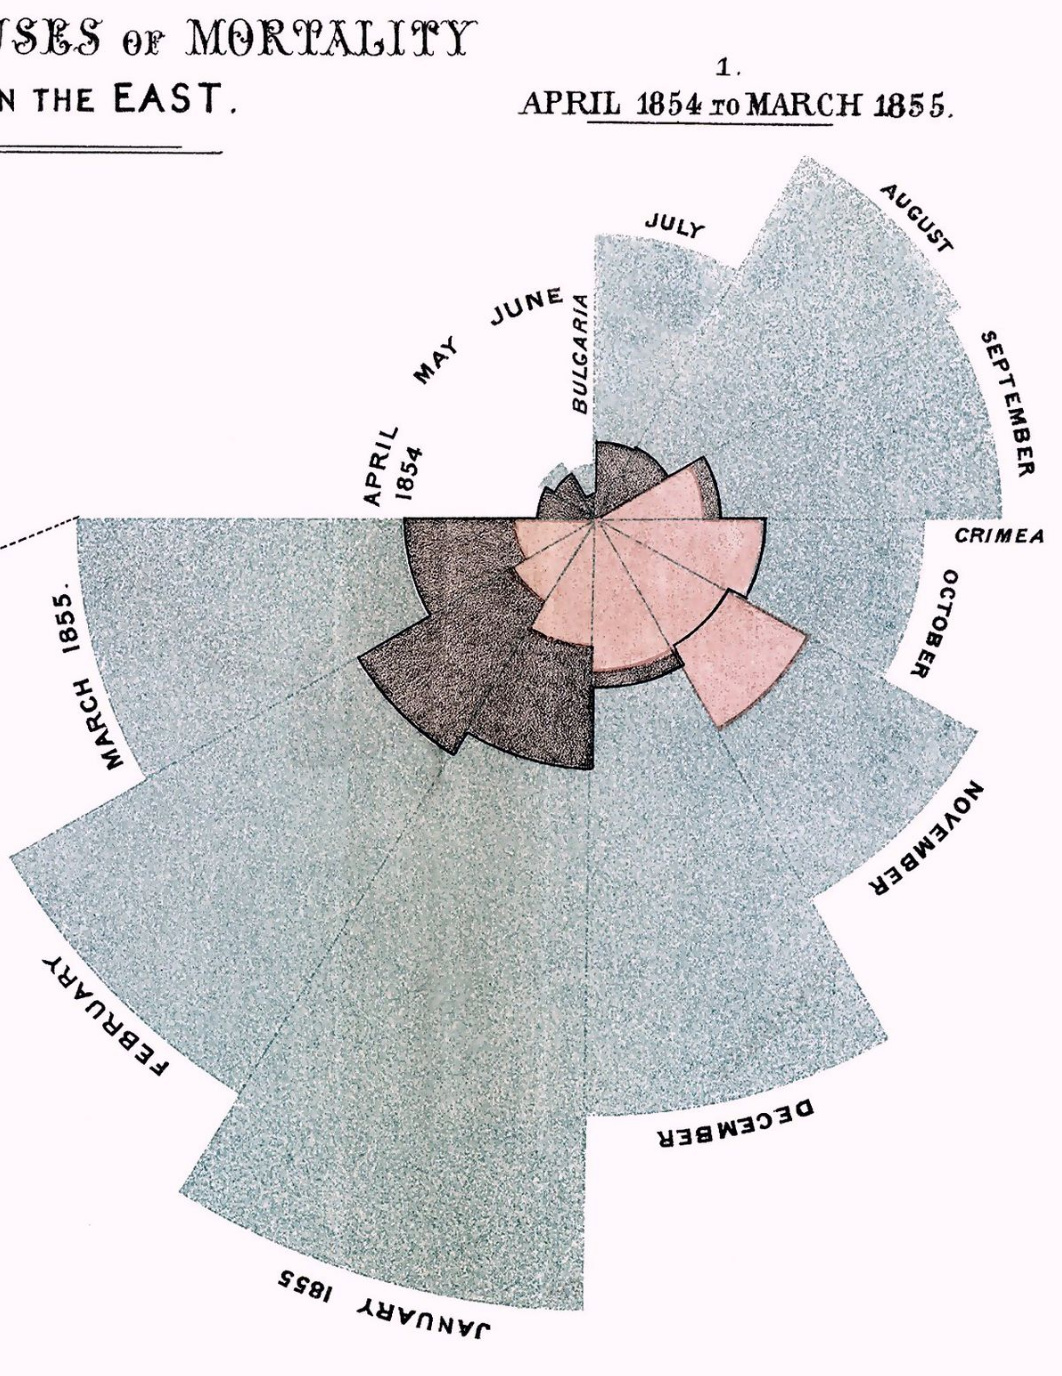 OF MORTALITY
THE EAST.
1.
APRIL 1854 TO MARCH 1855.
APRIL
1854
MAY
JUNE
BULGARIA
JULY
AUGUST
SEPTEMBER
CRIMEA
OCTOBER
NOVEMBER
DECEMBER
JANUARY 1855
FEBRUARY
MARCH 1855.